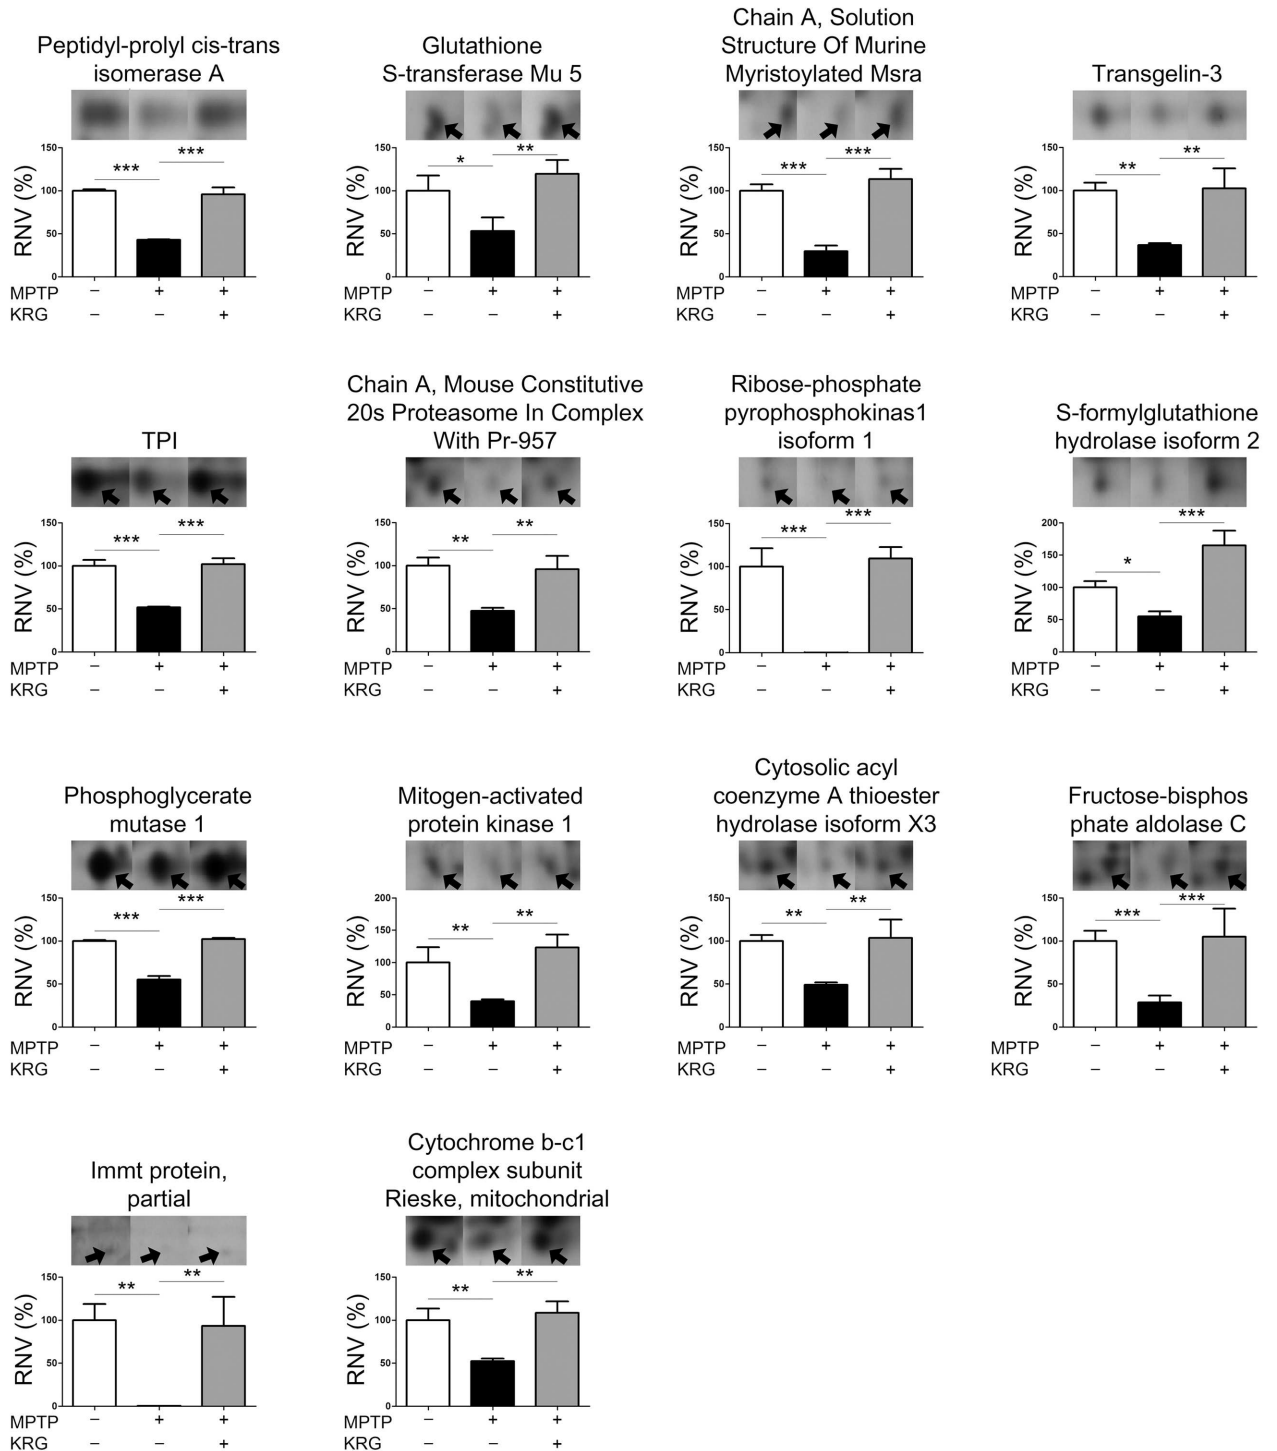 Peptidyl-prolyl cis-trans
isomerase A
RNV (%)
150
100
50
0
***
***
MPTP – + +
KRG – – +
Glutathione
S-transferase Mu 5
RNV (%)
150
100
50
0
*
**
MPTP – + +
KRG – – +
Chain A, Solution
Structure Of Murine
Myristoylated Msra
RNV (%)
150
100
50
0
***
***
MPTP – + +
KRG – – +
Transgelin-3
RNV (%)
150
100
50
0
**
**
MPTP – + +
KRG – – +
TPI
RNV (%)
150
100
50
0
***
***
MPTP – + +
KRG – – +
Chain A, Mouse Constitutive
20s Proteasome In Complex
With Pr-957
RNV (%)
150
100
50
0
**
**
MPTP – + +
KRG – – +
Ribose-phosphate
pyrophosphokinas1
isoform 1
RNV (%)
150
100
50
0
***
***
MPTP – + +
KRG – – +
S-formylglutathione
hydrolase isoform 2
RNV (%)
200
150
100
50
0
*
***
MPTP – + +
KRG – – +
Phosphoglycerate
mutase 1
RNV (%)
150
100
50
0
***
***
MPTP – + +
KRG – – +
Mitogen-activated
protein kinase 1
RNV (%)
200
150
100
50
0
**
**
MPTP – + +
KRG – – +
Cytosolic acyl
coenzyme A thioester
hydrolase isoform X3
RNV (%)
150
100
50
0
**
**
MPTP – + +
KRG – – +
Fructose-bisphos
phate aldolase C
RNV (%)
150
100
50
0
***
***
MPTP – + +
KRG – – +
Immt protein,
partial
RNV (%)
150
100
50
0
**
**
MPTP – + +
KRG – – +
Cytochrome b-c1
complex subunit
Rieske, mitochondrial
RNV (%)
150
100
50
0
**
**
MPTP – + +
KRG – – +